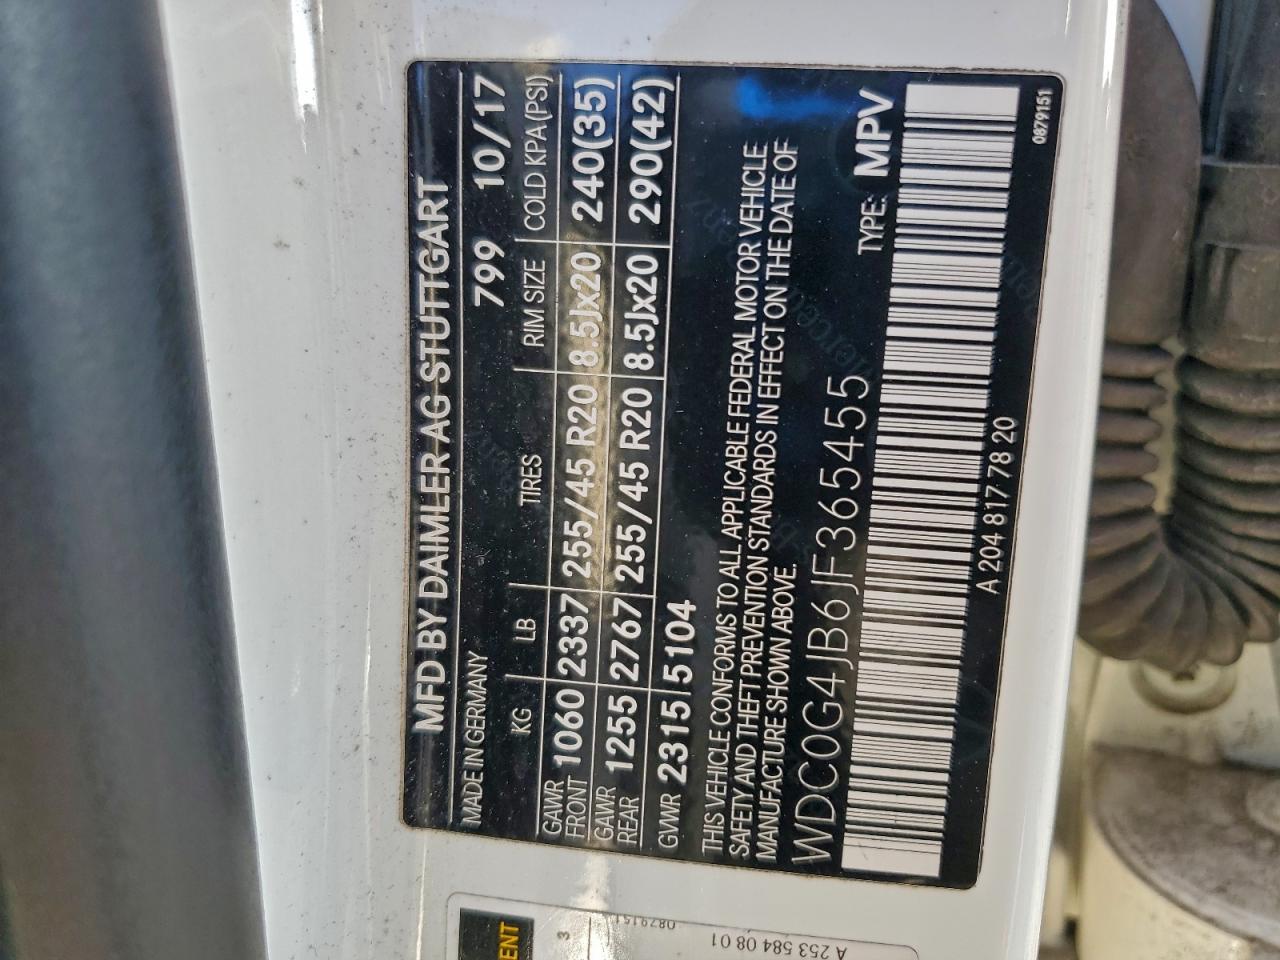 MFD BY DAIMLER AG STUTTGART
MADE IN GERMANY 799 10/17
KG LB TIRES RIM SIZE COLD KPA(PSI)
GAWR FRONT 1060 2337 255/45 R20 8.5Jx20 240(35)
GAWR REAR 1255 2767 255/45 R20 8.5Jx20 290(42)
GVWR 2315 5104
THIS VEHICLE CONFORMS TO ALL APPLICABLE FEDERAL MOTOR VEHICLE
SAFETY AND THEFT PREVENTION STANDARDS IN EFFECT ON THE DATE OF
MANUFACTURE SHOWN ABOVE.
WDC0G4JB6JF365455 TYPE: MPV
A 204 817 78 20
0879151
ENT
3
0879151
A 253 584 08 01